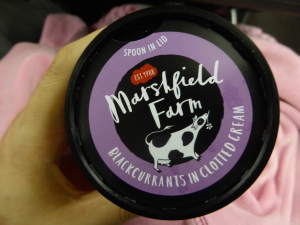 SPOON IN LID
EST 1988
Marshfield
Farm
BLACKCURRANTS IN CLOTTED CREAM